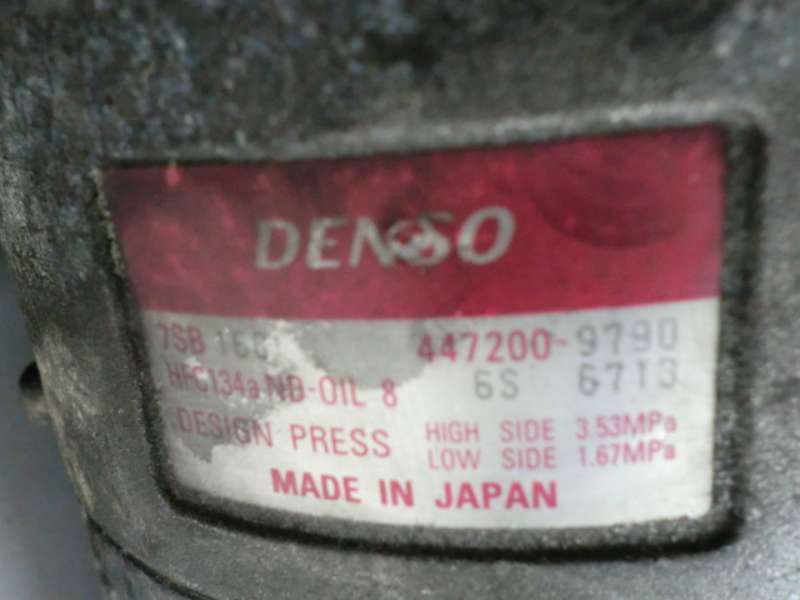 DENSO
7SB 16C 447200-9790
HFC134a ND-OIL 8 6S 6713
DESIGN PRESS HIGH SIDE 3.53MPa
LOW SIDE 1.67MPa
MADE IN JAPAN